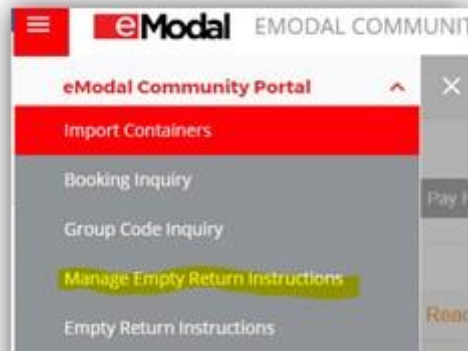 eModal EMODAL COMMUNIT
eModal Community Portal
Import Containers
Booking Inquiry
Pay
Group Code Inquiry
Manage Empty Return Instructions
Read
Empty Return Instructions